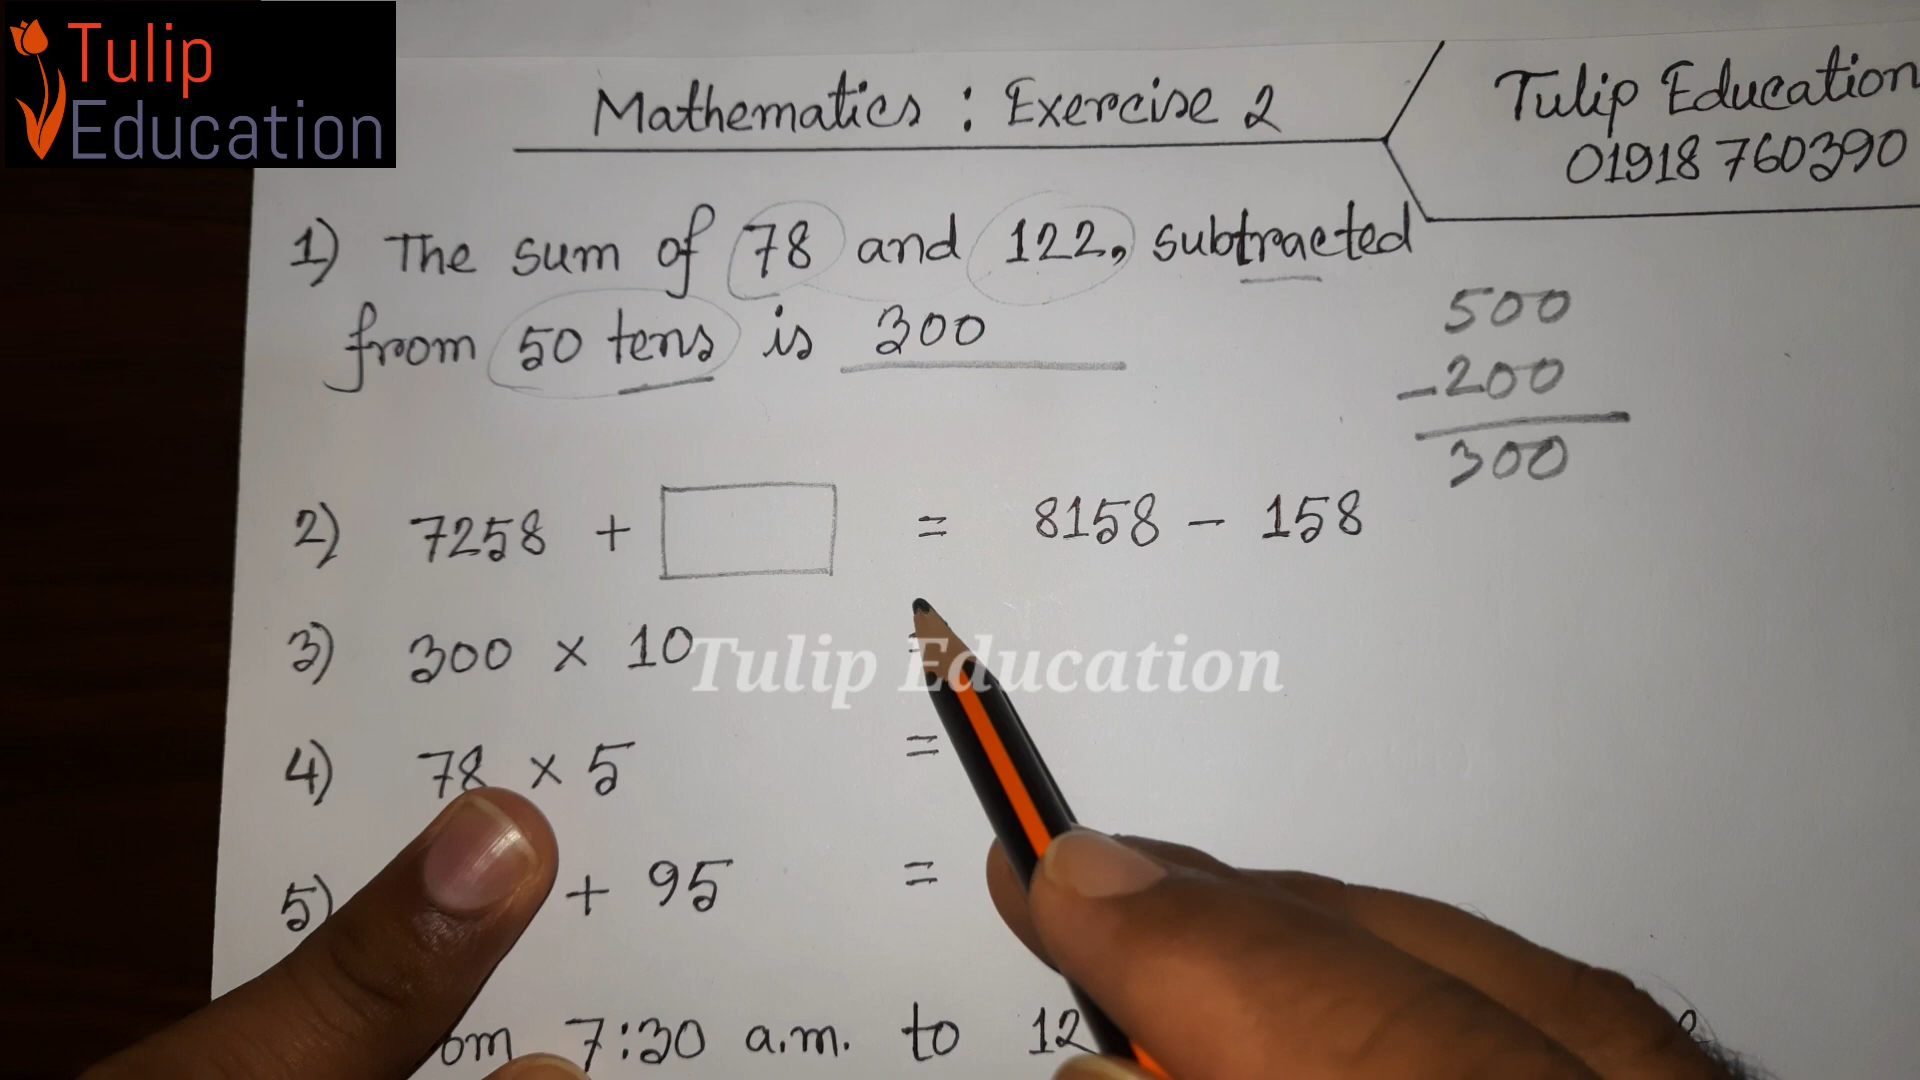 Tulip
Education
Mathematics : Exercise 2
Tulip Education
01918 760390
1) The sum of 78 and 122, subtracted
from 50 tens is 300
500
- 200
300
2) 7258 + = 8158 - 158
3) 300 × 10 =
Tulip Education
4) 78 × 5 =
5) + 95 =
7:30 a.m. to 12